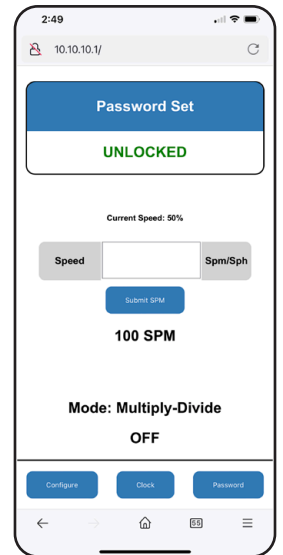 2:49
10.10.10.1/
Password Set
UNLOCKED
Current Speed: 50%
Speed Spm/Sph
Submit SPM
100 SPM
Mode: Multiply-Divide
OFF
Configure Clock Password